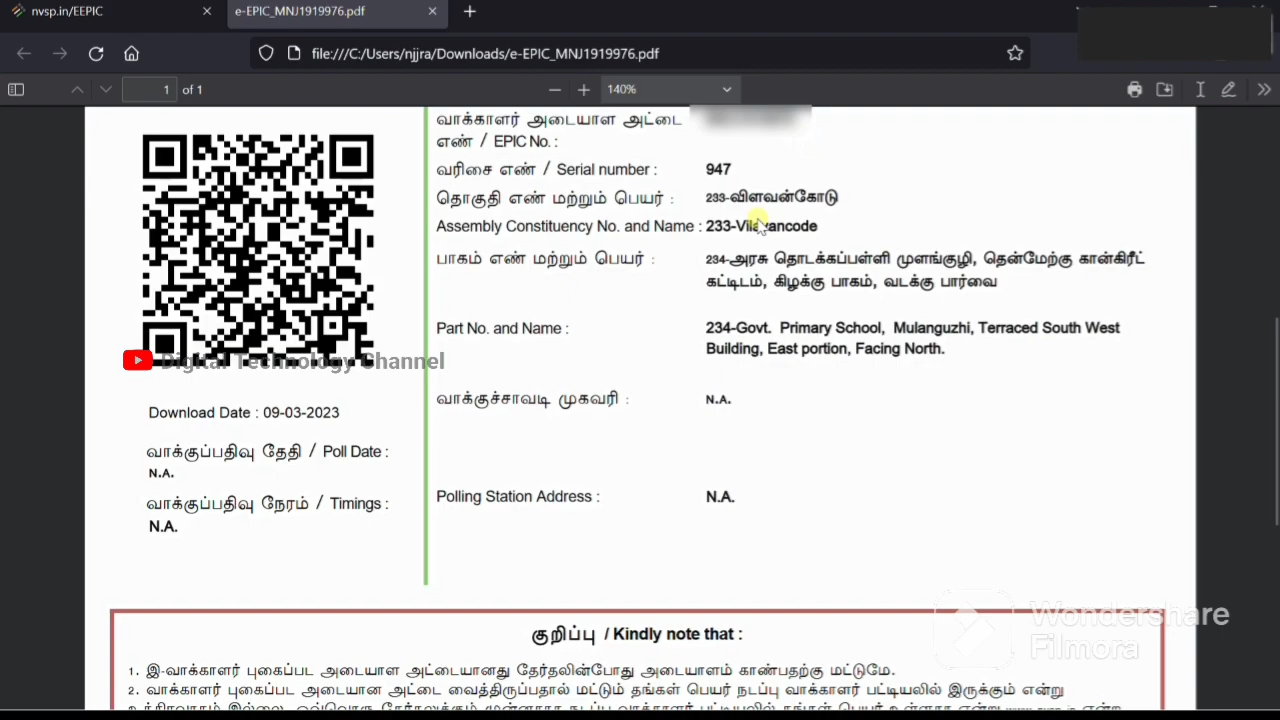 nvsp.in/EEPIC
e-EPIC_MNJ1919976.pdf
file:///C:/Users/njjra/Downloads/e-EPIC_MNJ1919976.pdf
1 of 1
140%
வாக்காளர் அடையாள அட்டை
எண் / EPIC No. :
வரிசை எண் / Serial number : 947
தொகுதி எண் மற்றும் பெயர் : 233-விளவன்கோடு
Assembly Constituency No. and Name : 233-Vilavancode
பாகம் எண் மற்றும் பெயர் : 234-அரசு தொடக்கப்பள்ளி முளங்குழி, தென்மேற்கு கான்கிரீட்
கட்டிடம், கிழக்கு பாகம், வடக்கு பார்வை
Part No. and Name : 234-Govt. Primary School, Mulanguzhi, Terraced South West
Building, East portion, Facing North.
Digital Technology Channel
வாக்குச்சாவடி முகவரி : N.A.
Download Date : 09-03-2023
வாக்குப்பதிவு தேதி / Poll Date :
N.A.
வாக்குப்பதிவு நேரம் / Timings :
N.A.
Polling Station Address : N.A.
Wondershare
Filmora
குறிப்பு / Kindly note that :
1. இ-வாக்காளர் புகைப்பட அடையாள அட்டையானது தேர்தலின்போது அடையாளம் காண்பதற்கு மட்டுமே.
2. வாக்காளர் புகைப்பட அடையான அட்டை வைத்திருப்பதால் மட்டும் தங்கள் பெயர் நடப்பு வாக்காளர் பட்டியலில் இருக்கும் என்று